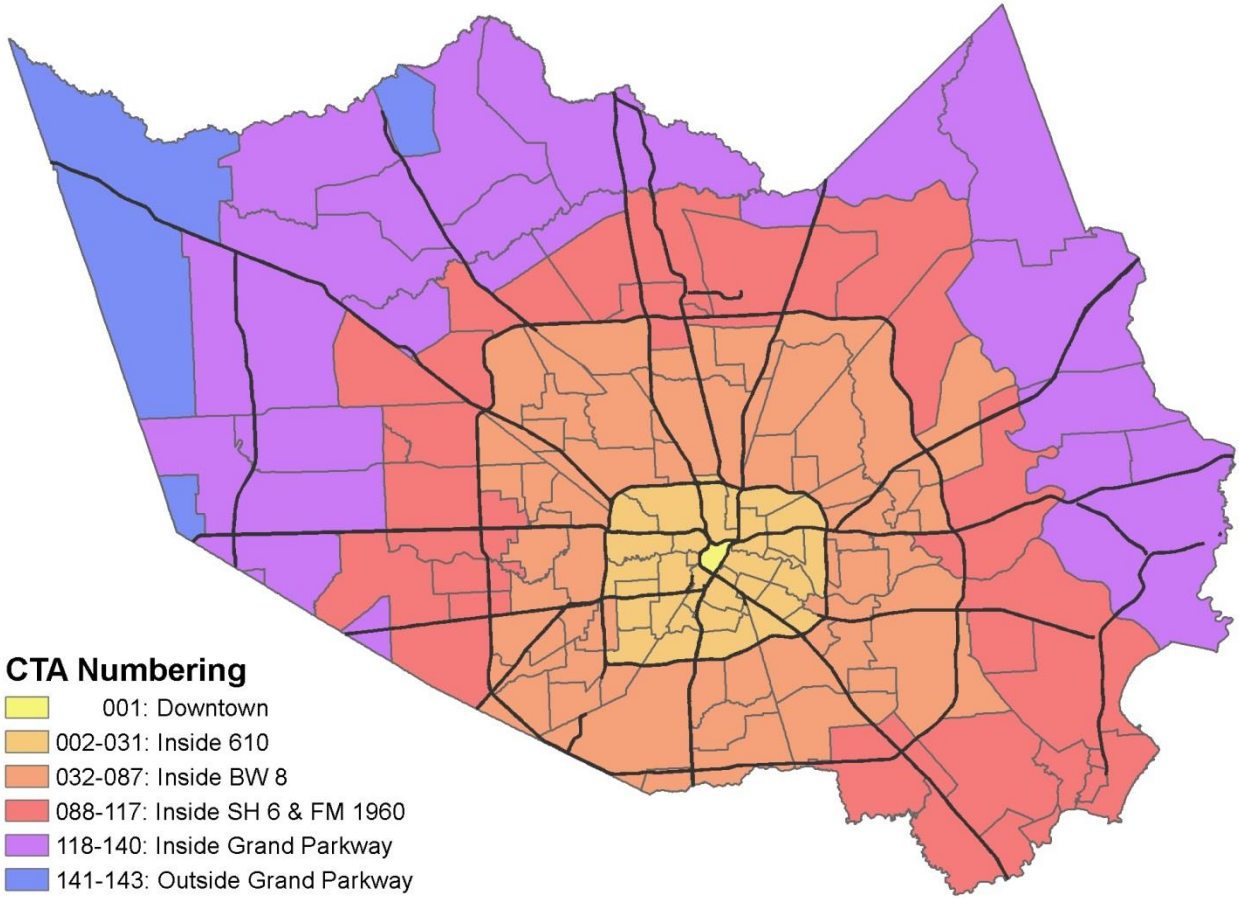 CTA Numbering
001: Downtown
002-031: Inside 610
032-087: Inside BW 8
088-117: Inside SH 6 & FM 1960
118-140: Inside Grand Parkway
141-143: Outside Grand Parkway